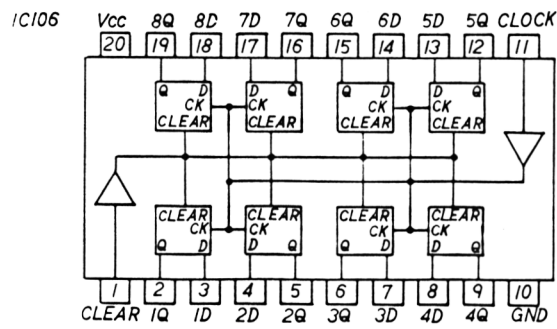 IC106 Vcc 8Q 8D 7D 7Q 6Q 6D 5D 5Q CLOCK
20 19 18 17 16 15 14 13 12 11
Q D D Q Q D D Q
CK CK CK CK
CLEAR CLEAR CLEAR CLEAR
CLEAR CLEAR CLEAR CLEAR
CK CK CK CK
Q D D Q Q D D Q
1 2 3 4 5 6 7 8 9 10
CLEAR 1Q 1D 2D 2Q 3Q 3D 4D 4Q GND